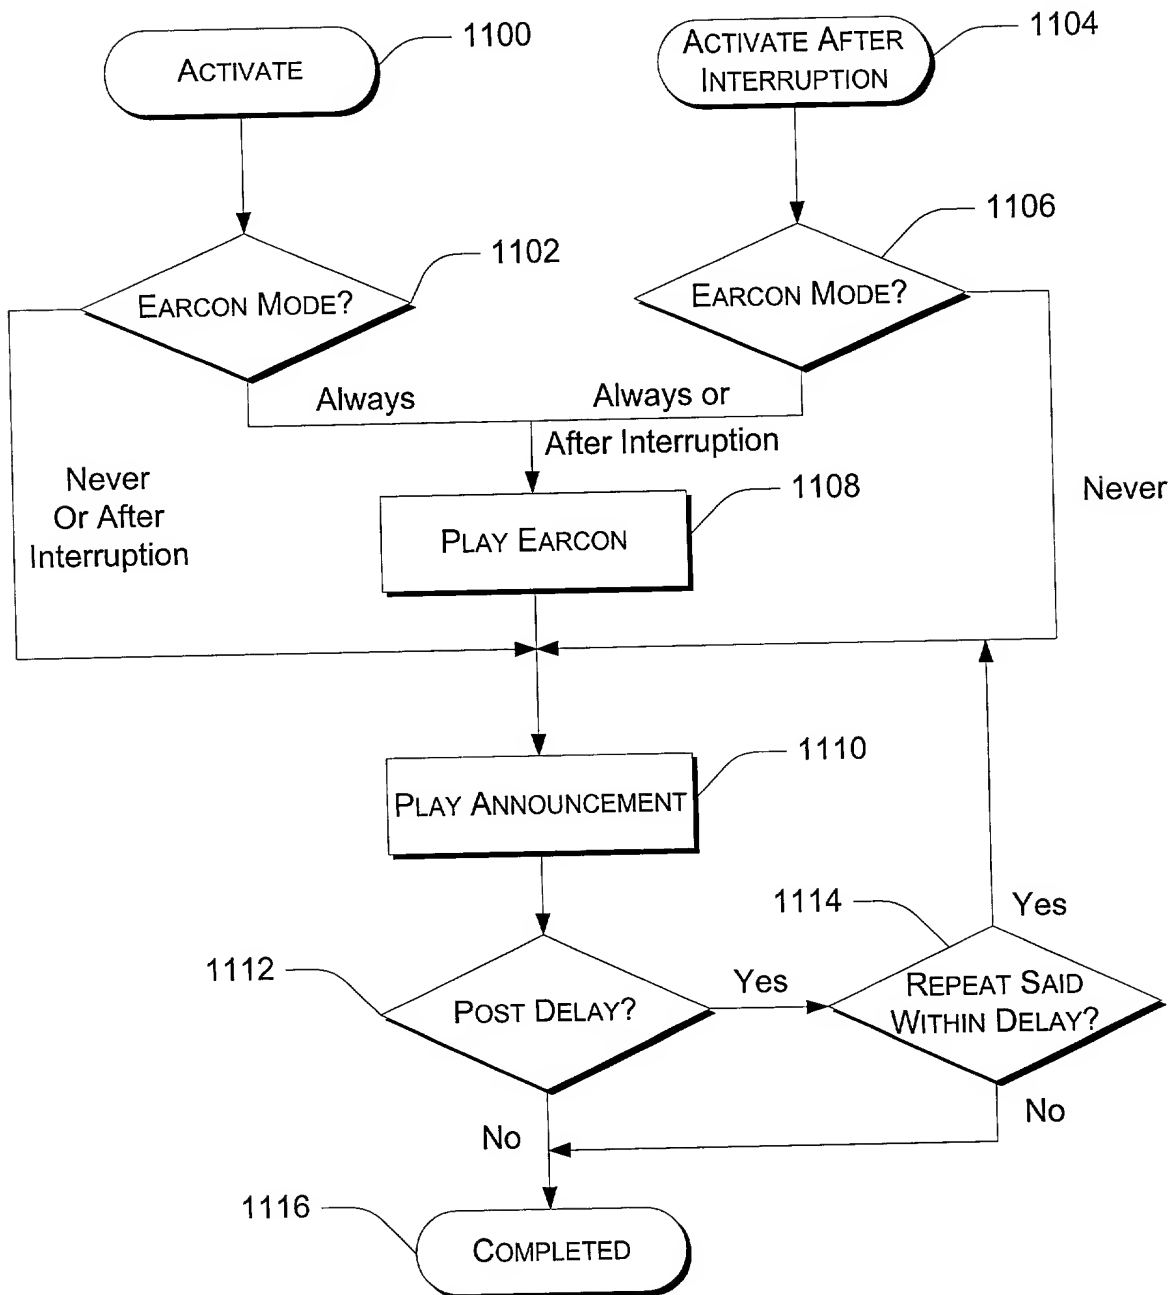 1100
ACTIVATE
1104
ACTIVATE AFTER
INTERRUPTION
1102
EARCON MODE?
1106
EARCON MODE?
Always
Always or
After Interruption
Never
Or After
Interruption
1108
PLAY EARCON
Never
1110
PLAY ANNOUNCEMENT
1112
POST DELAY?
Yes
1114
REPEAT SAID
WITHIN DELAY?
Yes
No
No
1116
COMPLETED